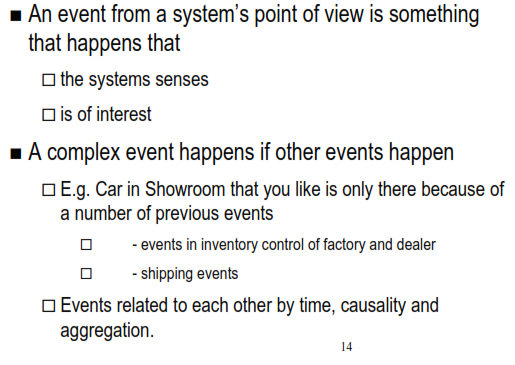 ■ An event from a system's point of view is something
that happens that
□ the systems senses
□ is of interest
■ A complex event happens if other events happen
□ E.g. Car in Showroom that you like is only there because of
a number of previous events
□ - events in inventory control of factory and dealer
□ - shipping events
□ Events related to each other by time, causality and
aggregation.
14